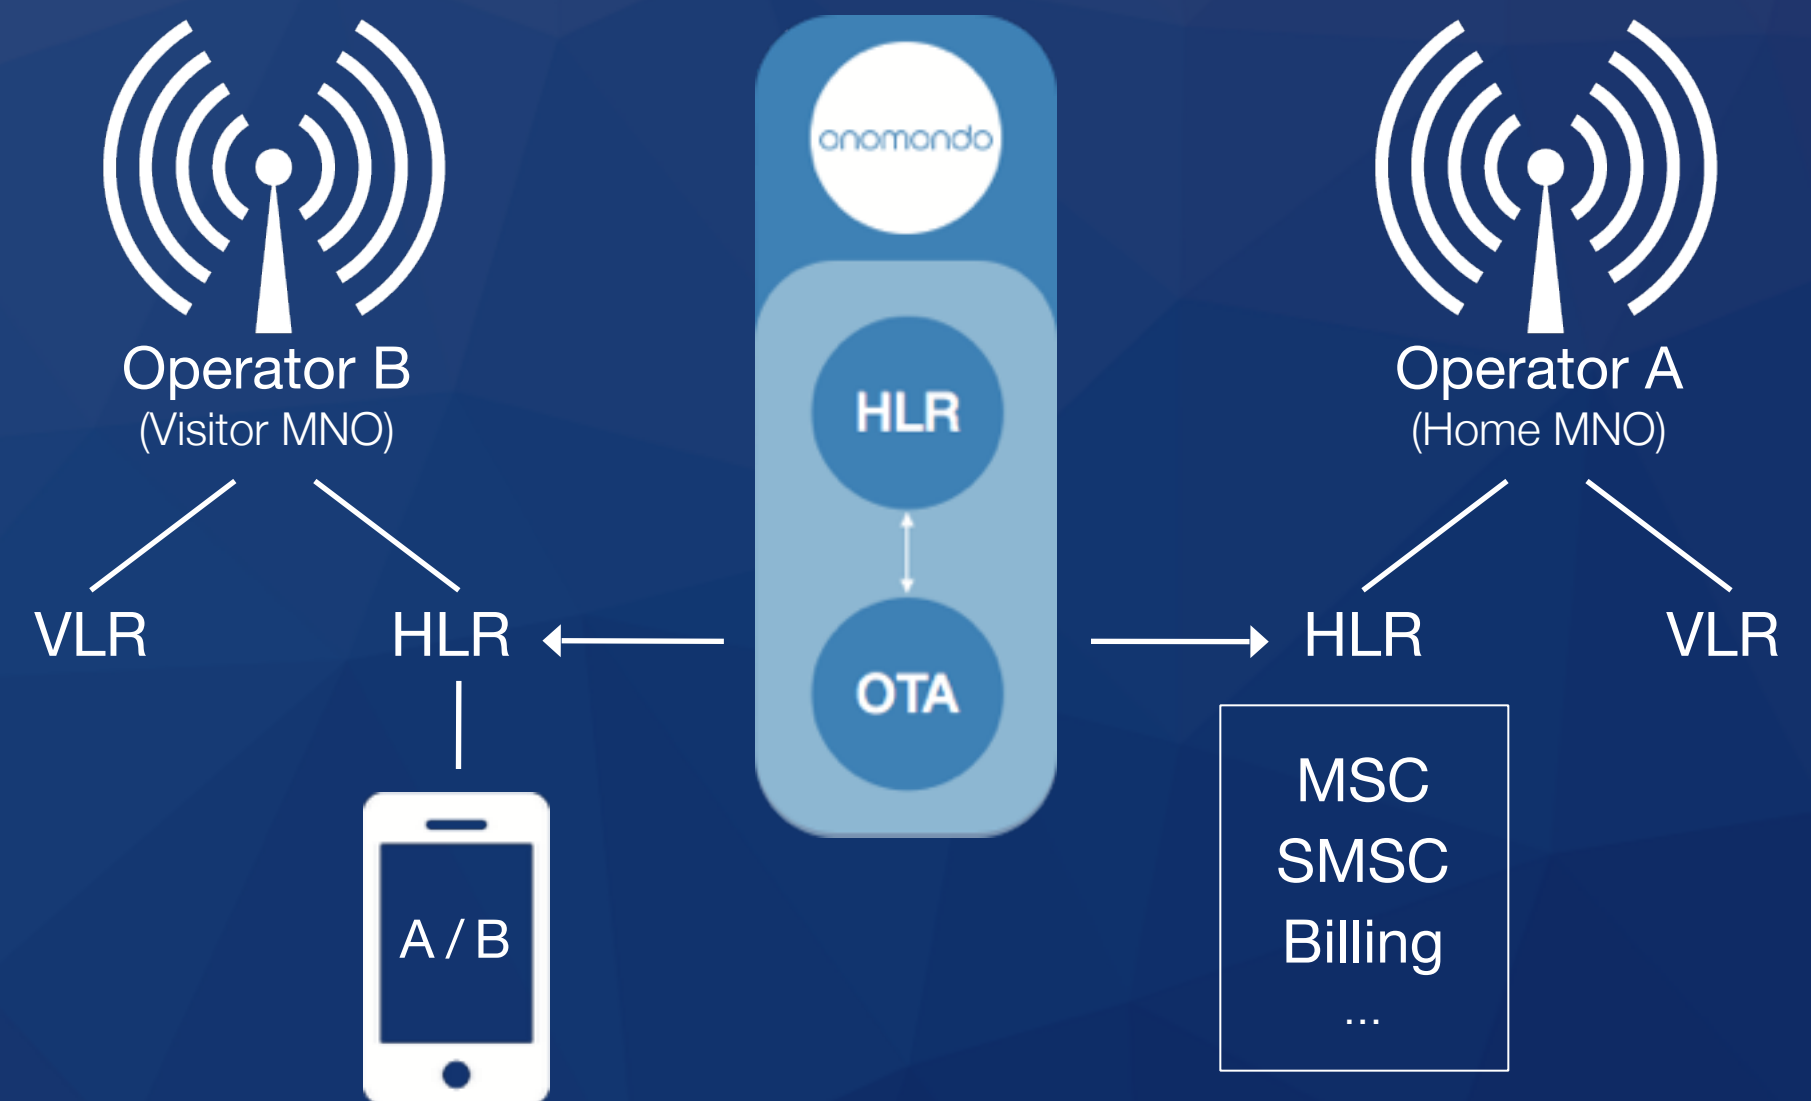 onomondo
HLR
OTA
Operator B
(Visitor MNO)
VLR
HLR
A / B
Operator A
(Home MNO)
HLR
VLR
MSC
SMSC
Billing
...